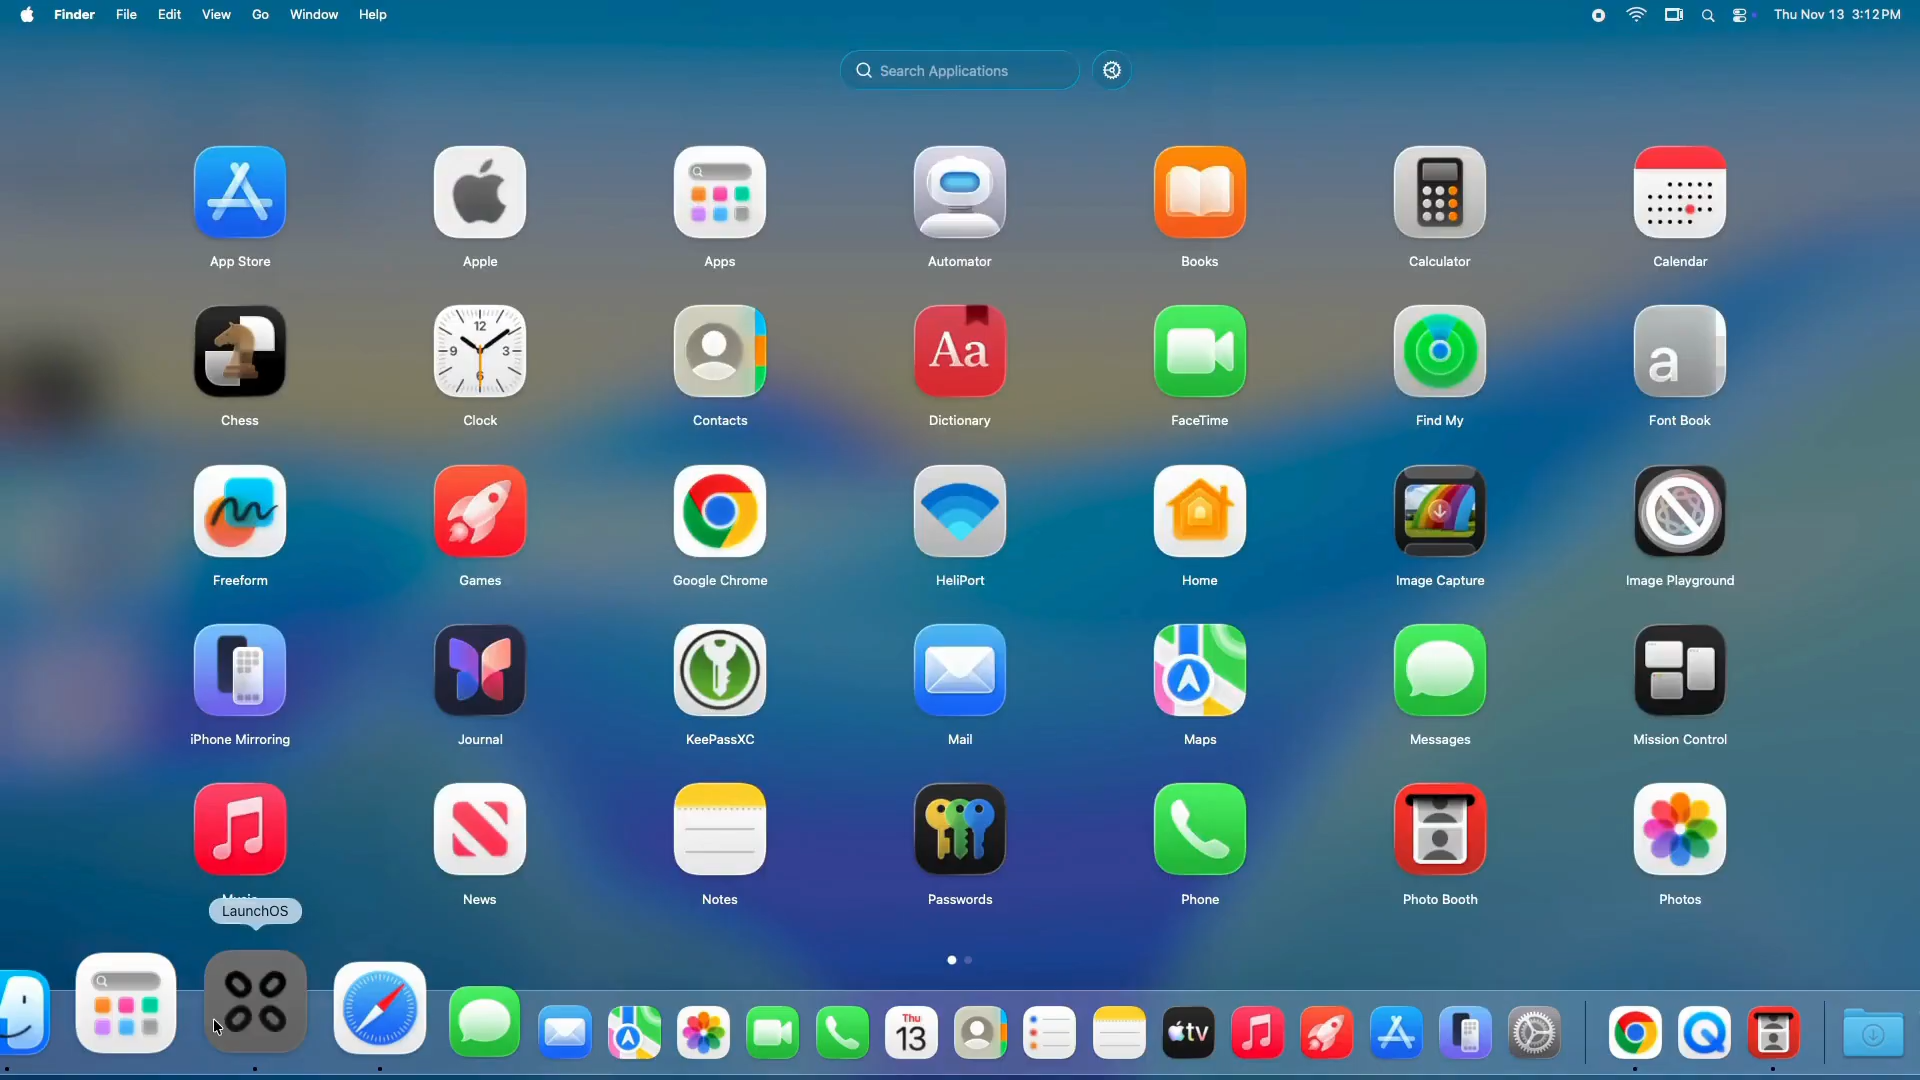 Finder File Edit View Go Window Help Thu Nov 13 3:12 PM
Search Applications
App Store Apple Apps Automator Books Calculator Calendar
12
9 3
6
Aa
a
Chess Clock Contacts Dictionary FaceTime Find My Font Book
Freeform Games Google Chrome HeliPort Home Image Capture Image Playground
iPhone Mirroring Journal KeePassXC Mail Maps Messages Mission Control
News Notes Passwords Phone Photo Booth Photos
LaunchOS
Thu
13
tv